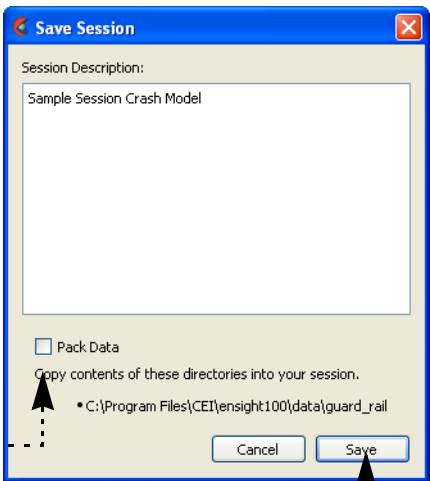 Save Session
Session Description:
Sample Session Crash Model
Pack Data
Copy contents of these directories into your session.
• C:\Program Files\CEI\ensight100\data\guard_rail
Cancel
Save